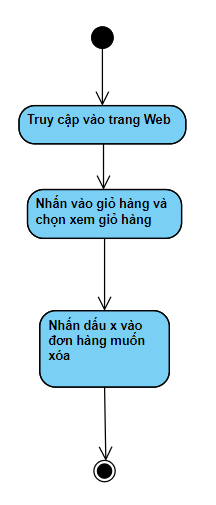 Truy cập vào trang Web
Nhấn vào giỏ hàng và
chọn xem giỏ hàng
Nhấn dấu x vào
đơn hàng muốn
xóa